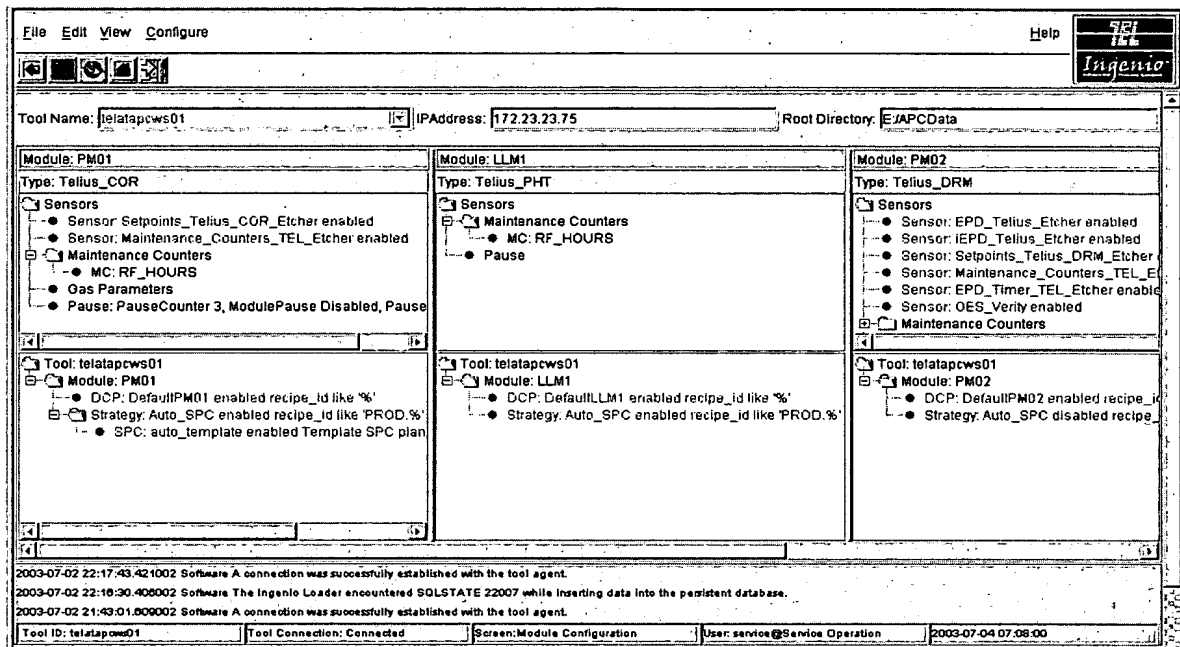 File Edit View Configure Help
TEL
Ingenio
Tool Name: telatapcws01 IPAddress: 172.23.23.75 Root Directory: E:/APCData
Module: PM01
Type: Telius_COR
Sensors
Sensor: Setpoints_Telius_COR_Etcher enabled
Sensor: Maintenance_Counters_TEL_Etcher enabled
Maintenance Counters
MC: RF_HOURS
Gas Parameters
Pause: PauseCounter 3, ModulePause Disabled, Pause
Tool: telatapcws01
Module: PM01
DCP: DefaultPM01 enabled recipe_id like '%'
Strategy: Auto_SPC enabled recipe_id like 'PROD.%'
SPC: auto_template enabled Template SPC plan
Module: LLM1
Type: Telius_PHT
Sensors
Maintenance Counters
MC: RF_HOURS
Pause
Tool: telatapcws01
Module: LLM1
DCP: DefaultLLM1 enabled recipe_id like '%'
Strategy: Auto_SPC enabled recipe_id like 'PROD.%'
Module: PM02
Type: Telius_DRM
Sensors
Sensor: EPD_Telius_Etcher enabled
Sensor: iEPD_Telius_Etcher enabled
Sensor: Setpoints_Telius_DRM_Etcher
Sensor: Maintenance_Counters_TEL_Et
Sensor: EPD_Timer_TEL_Etcher enable
Sensor: OES_Verity enabled
Maintenance Counters
Tool: telatapcws01
Module: PM02
DCP: DefaultPM02 enabled recipe_id
Strategy: Auto_SPC disabled recipe_
2003-07-02 22:17:43.421002 Software A connection was successfully established with the tool agent.
2003-07-02 22:16:30.406002 Software The Ingenio Loader encountered SQLSTATE 22007 while inserting data into the persistent database.
2003-07-02 21:43:01.609002 Software A connection was successfully established with the tool agent.
Tool ID: telatapcws01 Tool Connection: Connected Screen:Module Configuration User: service@Service Operation 2003-07-04 07:08:00